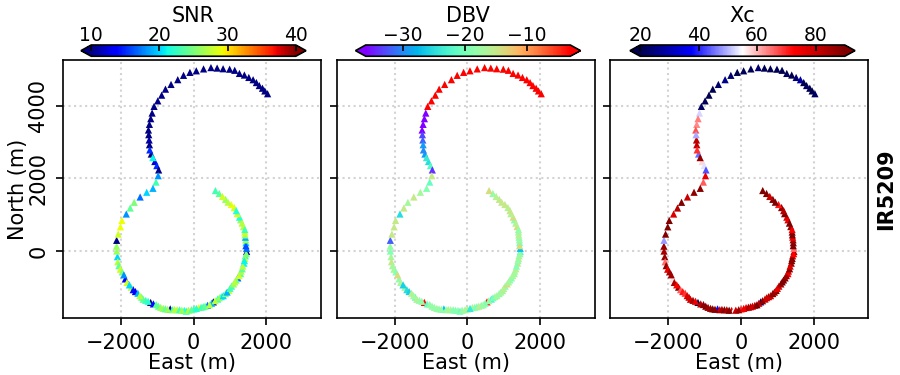 SNR DBV Xc
10 20 30 40 −30 −20 −10 20 40 60 80
North (m)
4000
2000
0
IR5209
−2000 0 2000 −2000 0 2000 −2000 0 2000
East (m) East (m) East (m)